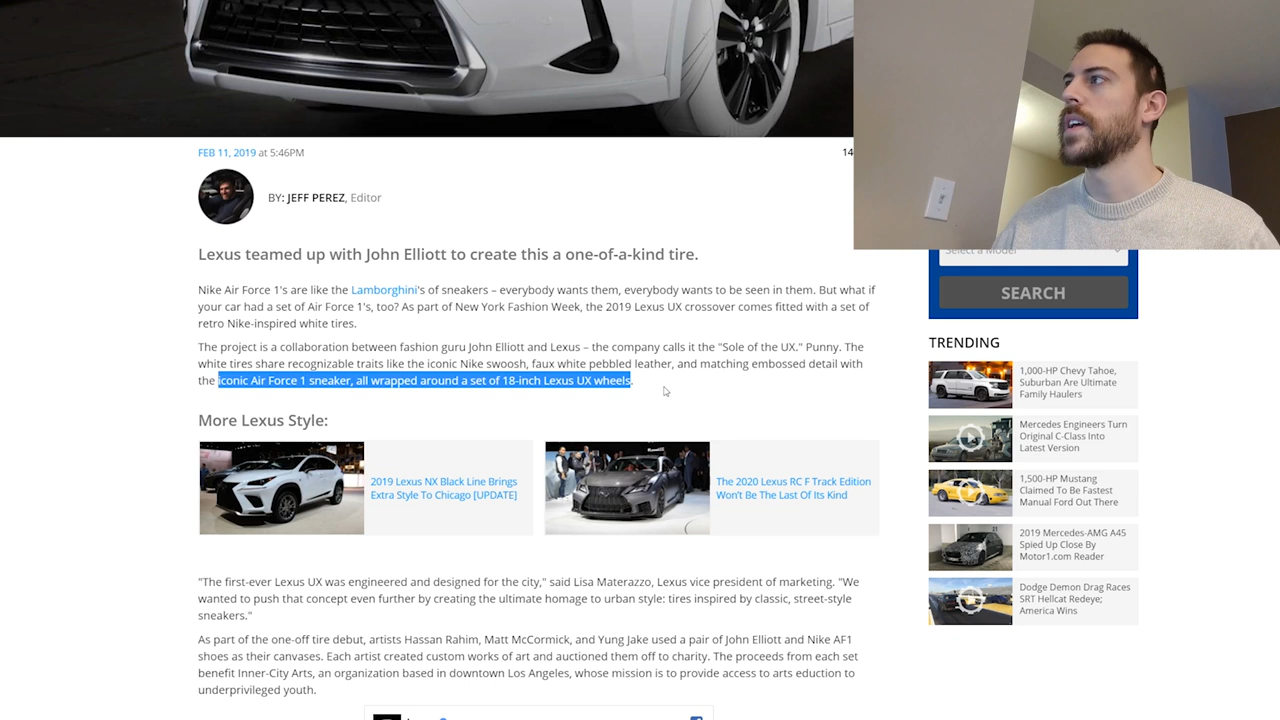 FEB 11, 2019 at 5:46PM
14
BY: JEFF PEREZ, Editor
Lexus teamed up with John Elliott to create this a one-of-a-kind tire.
Nike Air Force 1's are like the Lamborghini's of sneakers – everybody wants them, everybody wants to be seen in them. But what if
your car had a set of Air Force 1's, too? As part of New York Fashion Week, the 2019 Lexus UX crossover comes fitted with a set of
retro Nike-inspired white tires.
The project is a collaboration between fashion guru John Elliott and Lexus – the company calls it the "Sole of the UX." Punny. The
white tires share recognizable traits like the iconic Nike swoosh, faux white pebbled leather, and matching embossed detail with
the iconic Air Force 1 sneaker, all wrapped around a set of 18-inch Lexus UX wheels.
More Lexus Style:
2019 Lexus NX Black Line Brings
Extra Style To Chicago [UPDATE]
The 2020 Lexus RC F Track Edition
Won't Be The Last Of Its Kind
"The first-ever Lexus UX was engineered and designed for the city," said Lisa Materazzo, Lexus vice president of marketing. "We
wanted to push that concept even further by creating the ultimate homage to urban style: tires inspired by classic, street-style
sneakers."
As part of the one-off tire debut, artists Hassan Rahim, Matt McCormick, and Yung Jake used a pair of John Elliott and Nike AF1
shoes as their canvases. Each artist created custom works of art and auctioned them off to charity. The proceeds from each set
benefit Inner-City Arts, an organization based in downtown Los Angeles, whose mission is to provide access to arts eduction to
underprivileged youth.
Select a Model
SEARCH
TRENDING
1,000-HP Chevy Tahoe,
Suburban Are Ultimate
Family Haulers
Mercedes Engineers Turn
Original C-Class Into
Latest Version
1,500-HP Mustang
Claimed To Be Fastest
Manual Ford Out There
2019 Mercedes-AMG A45
Spied Up Close By
Motor1.com Reader
Dodge Demon Drag Races
SRT Hellcat Redeye;
America Wins